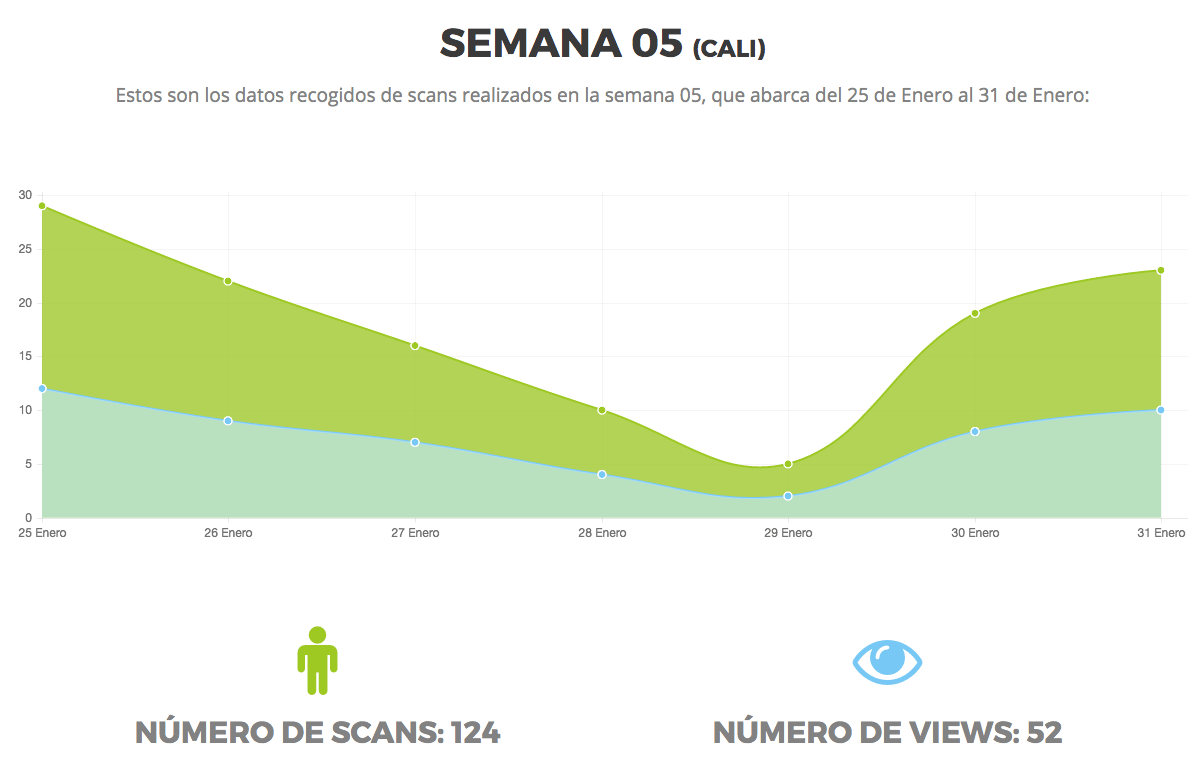 SEMANA 05 (CALI)
Estos son los datos recogidos de scans realizados en la semana 05, que abarca del 25 de Enero al 31 de Enero:
30
25
20
15
10
5
0
25 Enero 26 Enero 27 Enero 28 Enero 29 Enero 30 Enero 31 Enero
NÚMERO DE SCANS: 124 NÚMERO DE VIEWS: 52